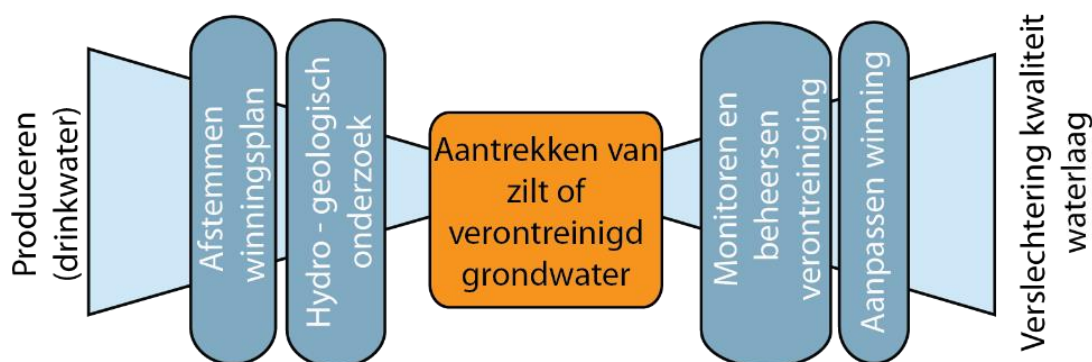 Produceren
(drinkwater)
Afstemmen
winningsplan
Hydro - geologisch
onderzoek
Aantrekken van
zilt of
verontreinigd
grondwater
Monitoren en
beheersen
verontreiniging
Aanpassen winning
Verslechtering kwaliteit
waterlaag